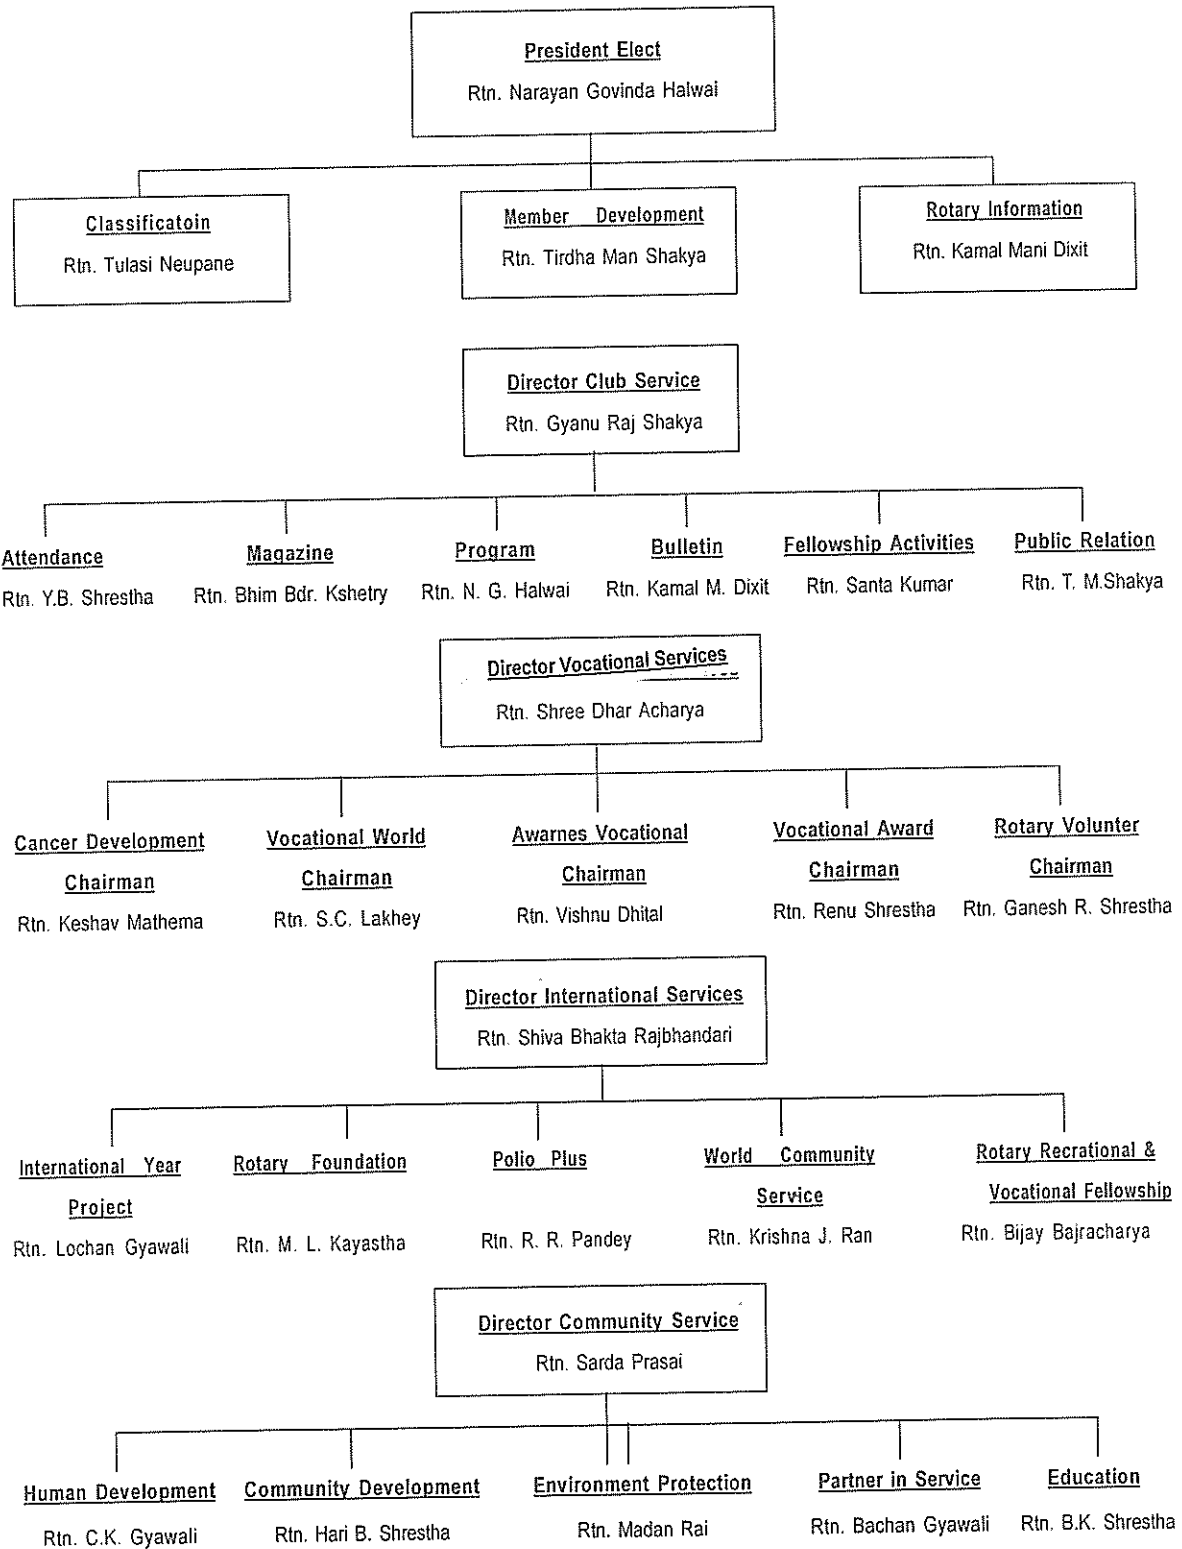 President Elect
Rtn. Narayan Govinda Halwai
Classificatoin
Rtn. Tulasi Neupane
Member Development
Rtn. Tirdha Man Shakya
Rotary Information
Rtn. Kamal Mani Dixit
Director Club Service
Rtn. Gyanu Raj Shakya
Attendance
Rtn. Y.B. Shrestha
Magazine
Rtn. Bhim Bdr. Kshetry
Program
Rtn. N. G. Halwai
Bulletin
Rtn. Kamal M. Dixit
Fellowship Activities
Rtn. Santa Kumar
Public Relation
Rtn. T. M.Shakya
Director Vocational Services
Rtn. Shree Dhar Acharya
Cancer Development
Chairman
Rtn. Keshav Mathema
Vocational World
Chairman
Rtn. S.C. Lakhey
Awarnes Vocational
Chairman
Rtn. Vishnu Dhital
Vocational Award
Chairman
Rtn. Renu Shrestha
Rotary Volunter
Chairman
Rtn. Ganesh R. Shrestha
Director International Services
Rtn. Shiva Bhakta Rajbhandari
International Year
Project
Rtn. Lochan Gyawali
Rotary Foundation
Rtn. M. L. Kayastha
Polio Plus
Rtn. R. R. Pandey
World Community
Service
Rtn. Krishna J. Ran
Rotary Recrational &
Vocational Fellowship
Rtn. Bijay Bajracharya
Director Community Service
Rtn. Sarda Prasai
Human Development
Rtn. C.K. Gyawali
Community Development
Rtn. Hari B. Shrestha
Environment Protection
Rtn. Madan Rai
Partner in Service
Rtn. Bachan Gyawali
Education
Rtn. B.K. Shrestha